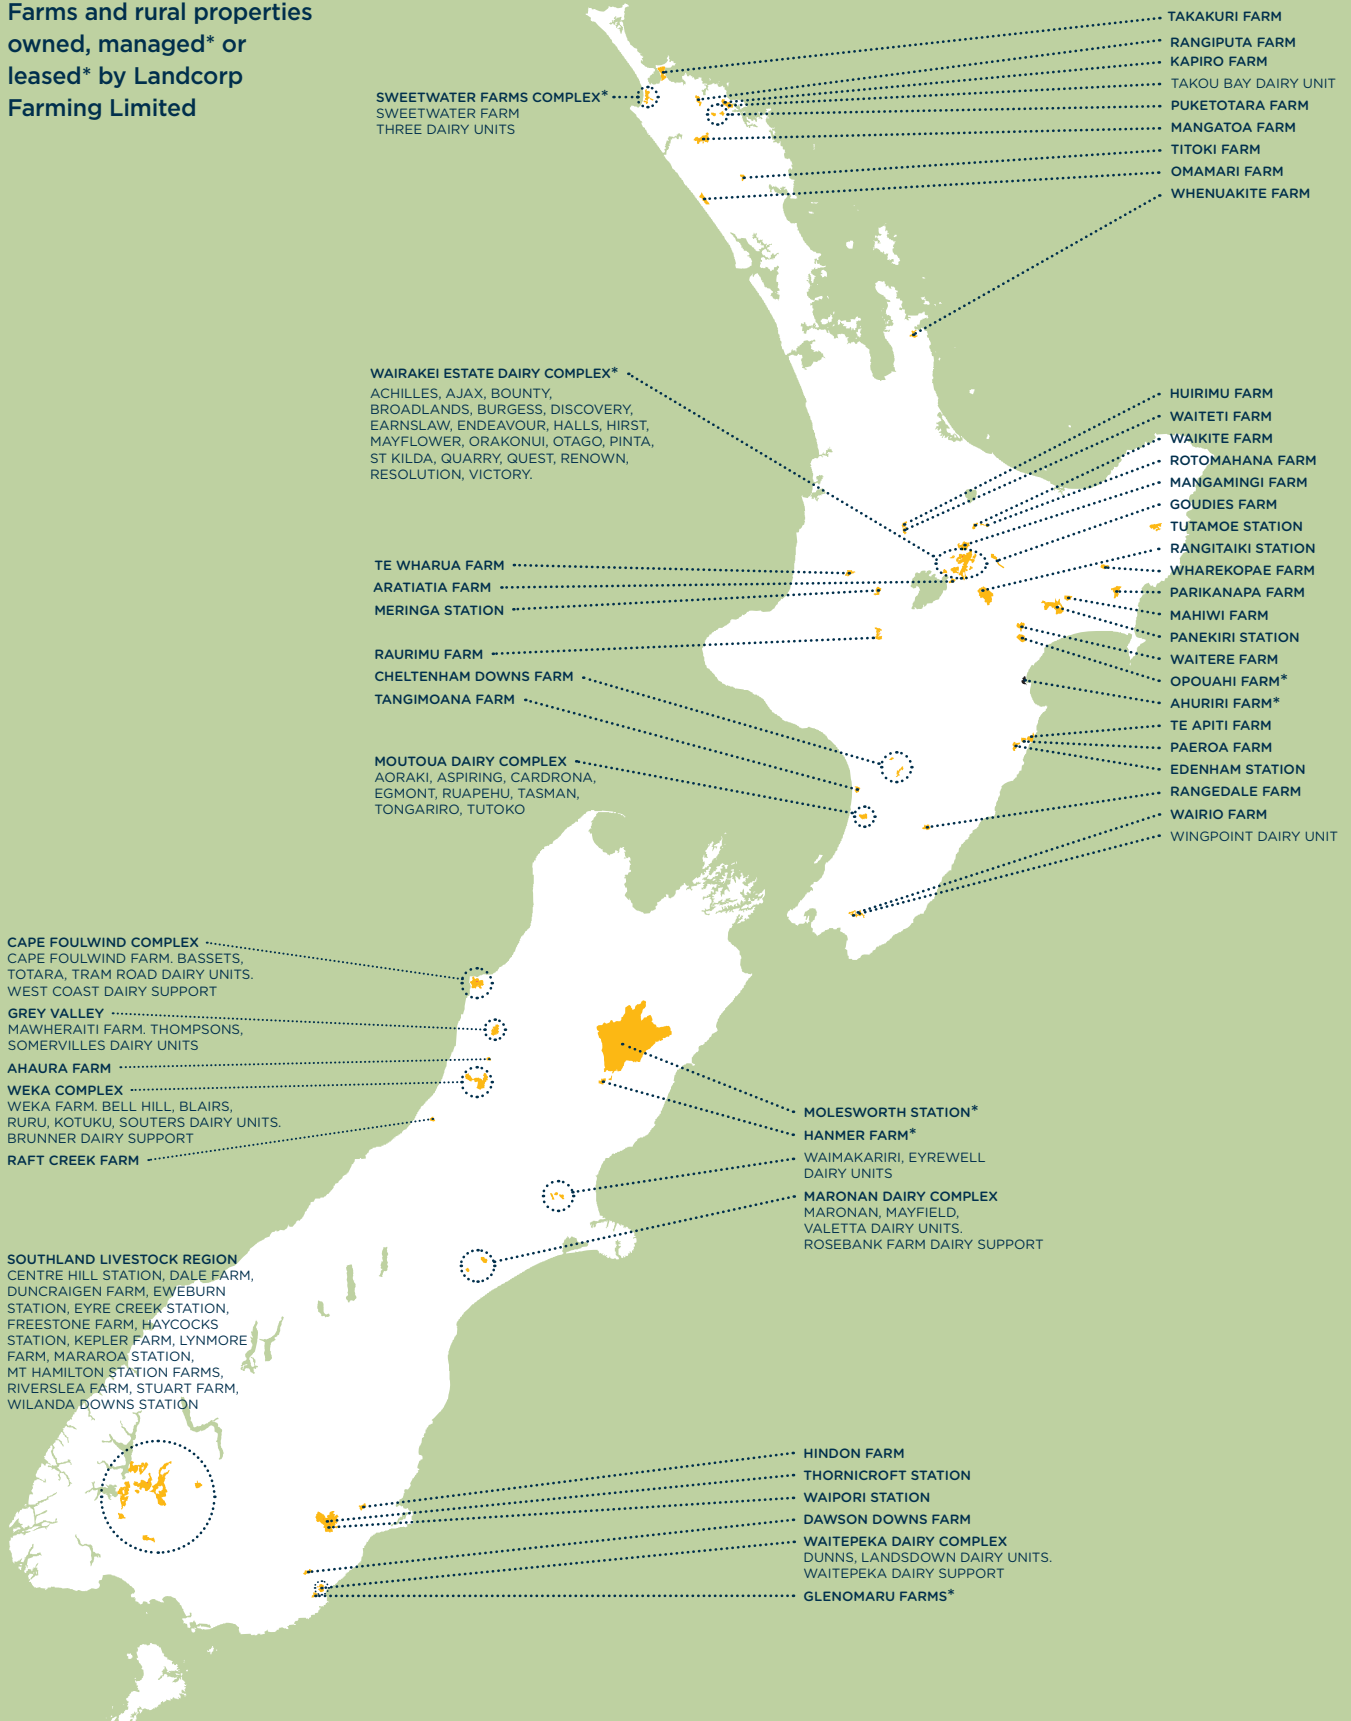 Farms and rural properties
owned, managed* or
leased* by Landcorp
Farming Limited
SWEETWATER FARMS COMPLEX*
SWEETWATER FARM
THREE DAIRY UNITS
TAKAKURI FARM
RANGIPUTA FARM
KAPIRO FARM
TAKOU BAY DAIRY UNIT
PUKETOTARA FARM
MANGATOA FARM
TITOKI FARM
OMAMARI FARM
WHENUAKITE FARM
WAIRAKEI ESTATE DAIRY COMPLEX*
ACHILLES, AJAX, BOUNTY,
BROADLANDS, BURGESS, DISCOVERY,
EARNSLAW, ENDEAVOUR, HALLS, HIRST,
MAYFLOWER, ORAKONUI, OTAGO, PINTA,
ST KILDA, QUARRY, QUEST, RENOWN,
RESOLUTION, VICTORY.
HUIRIMU FARM
WAITETI FARM
WAIKITE FARM
ROTOMAHANA FARM
MANGAMINGI FARM
GOUDIES FARM
TUTAMOE STATION
RANGITAIKI STATION
WHAREKOPAE FARM
PARIKANAPA FARM
MAHIWI FARM
PANEKIRI STATION
WAITERE FARM
OPOUAHI FARM*
AHURIRI FARM*
TE APITI FARM
PAEROA FARM
EDENHAM STATION
RANGEDALE FARM
WAIRIO FARM
WINGPOINT DAIRY UNIT
TE WHARUA FARM
ARATIATIA FARM
MERINGA STATION
RAURIMU FARM
CHELTENHAM DOWNS FARM
TANGIMOANA FARM
MOUTOUA DAIRY COMPLEX
AORAKI, ASPIRING, CARDRONA,
EGMONT, RUAPEHU, TASMAN,
TONGARIRO, TUTOKO
CAPE FOULWIND COMPLEX
CAPE FOULWIND FARM. BASSETS,
TOTARA, TRAM ROAD DAIRY UNITS.
WEST COAST DAIRY SUPPORT
GREY VALLEY
MAWHERAITI FARM. THOMPSONS,
SOMERVILLES DAIRY UNITS
AHAURA FARM
WEKA COMPLEX
WEKA FARM. BELL HILL, BLAIRS,
RURU, KOTUKU, SOUTERS DAIRY UNITS.
BRUNNER DAIRY SUPPORT
RAFT CREEK FARM
MOLESWORTH STATION*
HANMER FARM*
WAIMAKARIRI, EYREWELL
DAIRY UNITS
MARONAN DAIRY COMPLEX
MARONAN, MAYFIELD,
VALETTA DAIRY UNITS.
ROSEBANK FARM DAIRY SUPPORT
SOUTHLAND LIVESTOCK REGION
CENTRE HILL STATION, DALE FARM,
DUNCRAIGEN FARM, EWEBURN
STATION, EYRE CREEK STATION,
FREESTONE FARM, HAYCOCKS
STATION, KEPLER FARM, LYNMORE
FARM, MARAROA STATION,
MT HAMILTON STATION FARMS,
RIVERSLEA FARM, STUART FARM,
WILANDA DOWNS STATION
HINDON FARM
THORNICROFT STATION
WAIPORI STATION
DAWSON DOWNS FARM
WAITEPEKA DAIRY COMPLEX
DUNNS, LANDSDOWN DAIRY UNITS.
WAITEPEKA DAIRY SUPPORT
GLENOMARU FARMS*